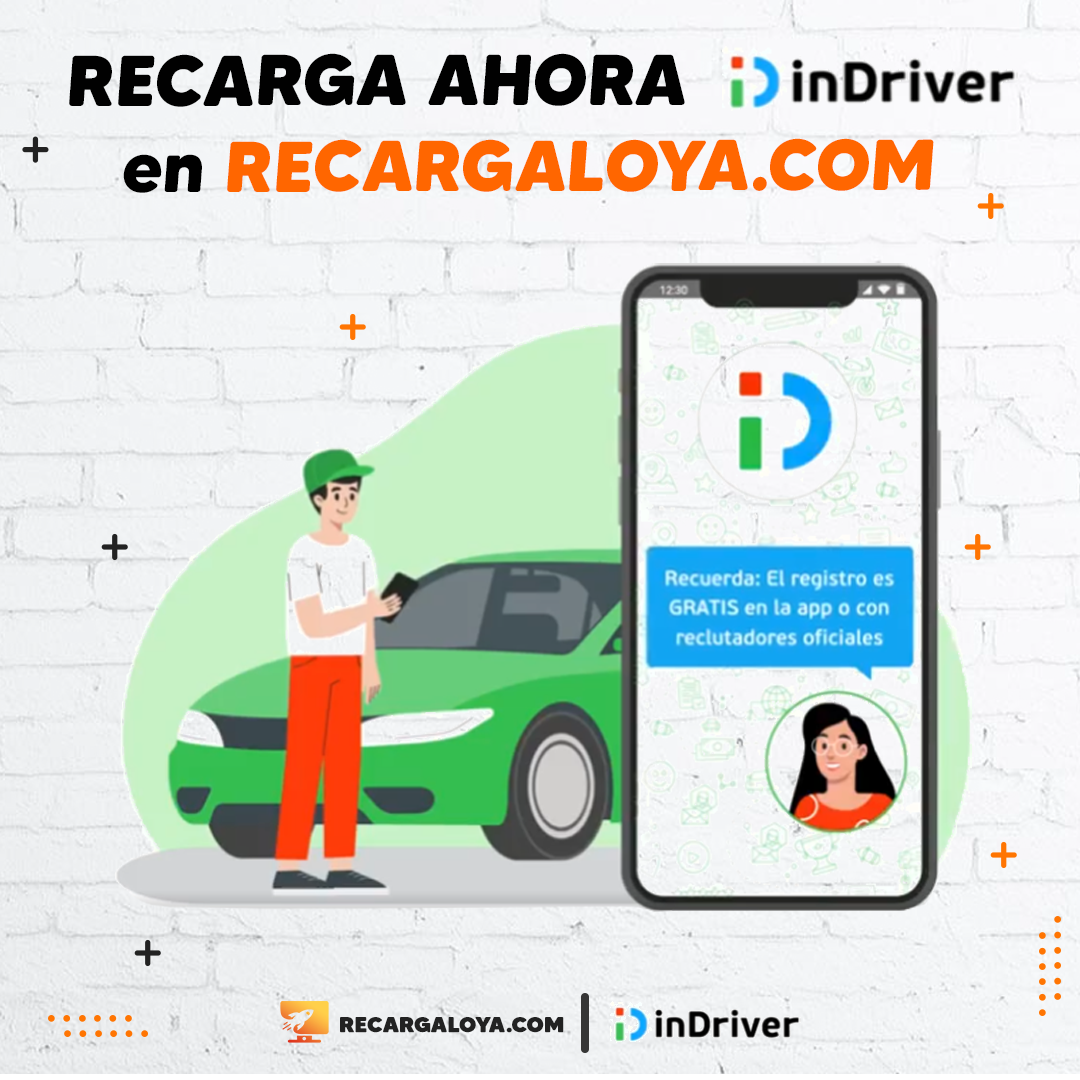 RECARGA AHORA inDriver
en RECARGALOYA.COM
12:30
Recuerda: El registro es
GRATIS en la app o con
reclutadores oficiales
RECARGALOYA.COM inDriver